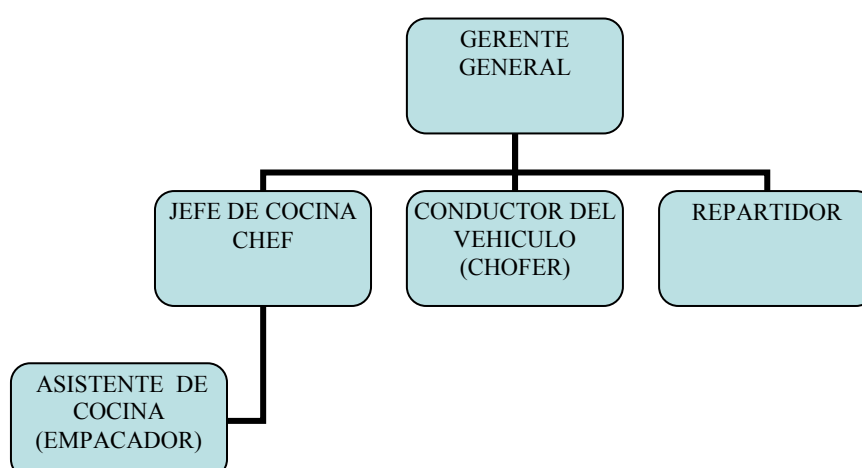 GERENTE
GENERAL
JEFE DE COCINA
CHEF
CONDUCTOR DEL
VEHICULO
(CHOFER)
REPARTIDOR
ASISTENTE DE
COCINA
(EMPACADOR)